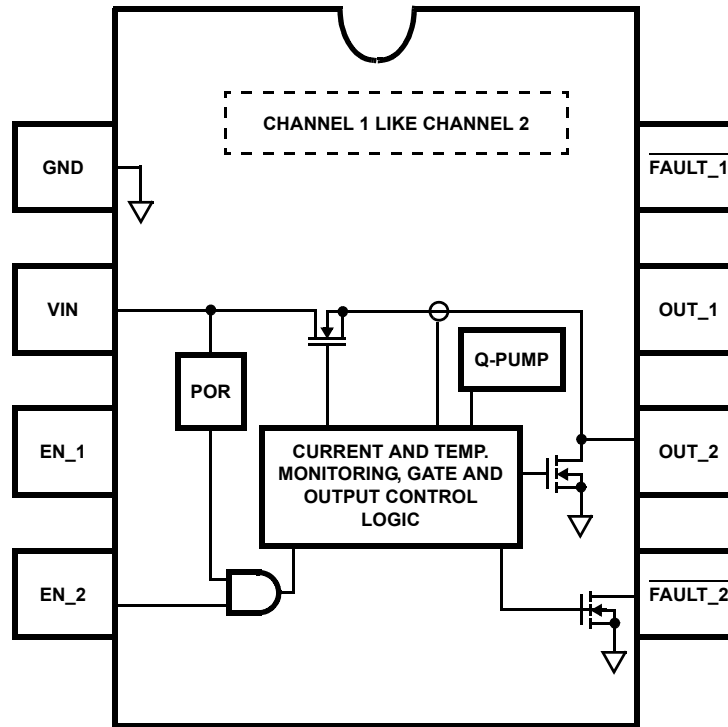 CHANNEL 1 LIKE CHANNEL 2
GND
FAULT_1
VIN
OUT_1
Q-PUMP
POR
EN_1
CURRENT AND TEMP.
MONITORING, GATE AND
OUTPUT CONTROL
LOGIC
OUT_2
EN_2
FAULT_2